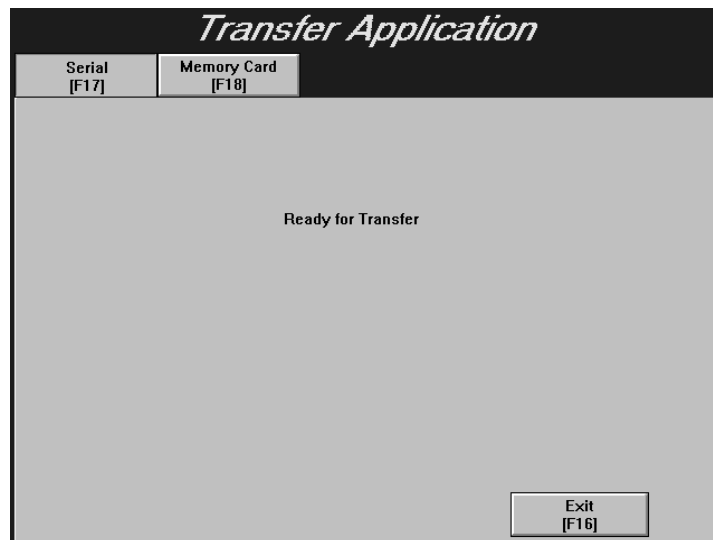 Transfer Application
Serial
[F17]
Memory Card
[F18]
Ready for Transfer
Exit
[F16]